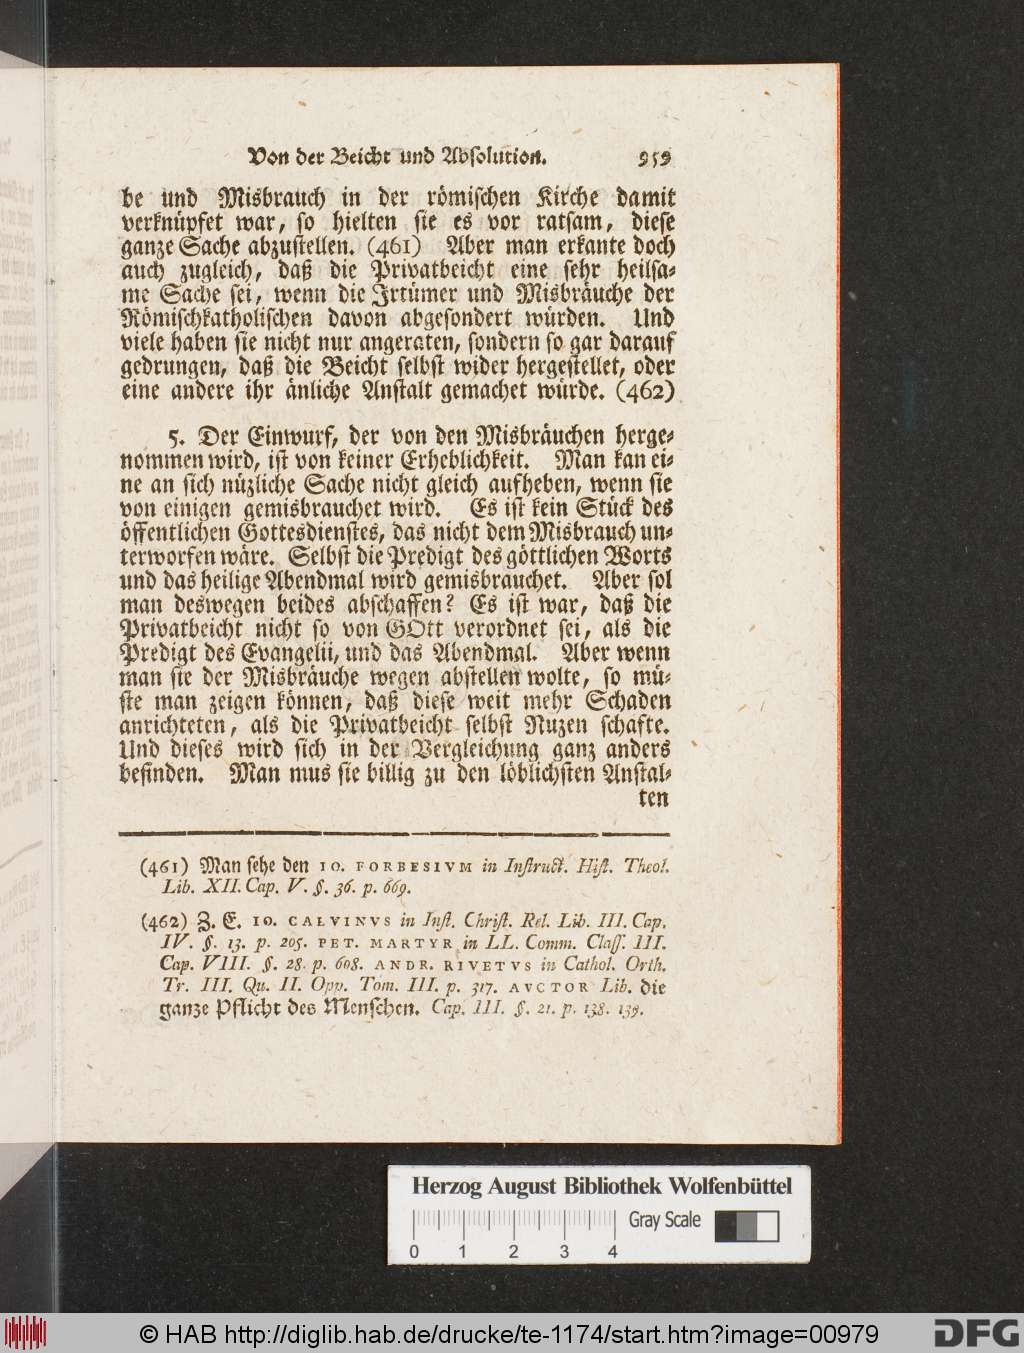 Von der Beicht und Absolution. 959
be und Misbrauch in der römischen Kirche damit
verknüpfet war, so hielten sie es vor ratsam, diese
ganze Sache abzustellen. (461) Aber man erkante doch
auch zugleich, daß die Privatbeicht eine sehr heilsa-
me Sache sei, wenn die Irtümer und Misbräuche der
Römischkatholischen davon abgesondert würden. Und
viele haben sie nicht nur angeraten, sondern so gar darauf
gedrungen, daß die Beicht selbst wider hergestellet, oder
eine andere ihr änliche Anstalt gemachet würde. (462)
5. Der Einwurf, der von den Misbräuchen herge-
nommen wird, ist von keiner Erheblichkeit. Man kan ei-
ne an sich nüzliche Sache nicht gleich aufheben, wenn sie
von einigen gemisbrauchet wird. Es ist kein Stück des
öffentlichen Gottesdienstes, das nicht dem Misbrauch un-
terworfen wäre. Selbst die Predigt des göttlichen Worts
und das heilige Abendmal wird gemisbrauchet. Aber sol
man deswegen beides abschaffen? Es ist war, daß die
Privatbeicht nicht so von GOtt verordnet sei, als die
Predigt des Evangelii, und das Abendmal. Aber wenn
man sie der Misbräuche wegen abstellen wolte, so mü-
ste man zeigen können, daß diese weit mehr Schaden
anrichteten, als die Privatbeicht selbst Nuzen schafte.
Und dieses wird sich in der Vergleichung ganz anders
befinden. Man mus sie billig zu den löblichsten Anstal-
ten
(461) Man sehe den IO. FORBESIVM in Instruct. Hist. Theol.
Lib. XII. Cap. V. §. 36. p. 669.
(462) Z. E. IO. CALVINVS in Inst. Christ. Rel. Lib. III. Cap.
IV. §. 13. p. 205. PET. MARTYR in LL. Comm. Class. III.
Cap. VIII. §. 28. p. 608. ANDR. RIVETVS in Cathol. Orth.
Tr. III. Qu. II. Opp. Tom. III. p. 317. AVCTOR Lib. die
ganze Pflicht des Menschen. Cap. III. §. 21. p. 138. 139.
Herzog August Bibliothek Wolfenbüttel
Gray Scale
0 1 2 3 4
© HAB http://diglib.hab.de/drucke/te-1174/start.htm?image=00979
DFG